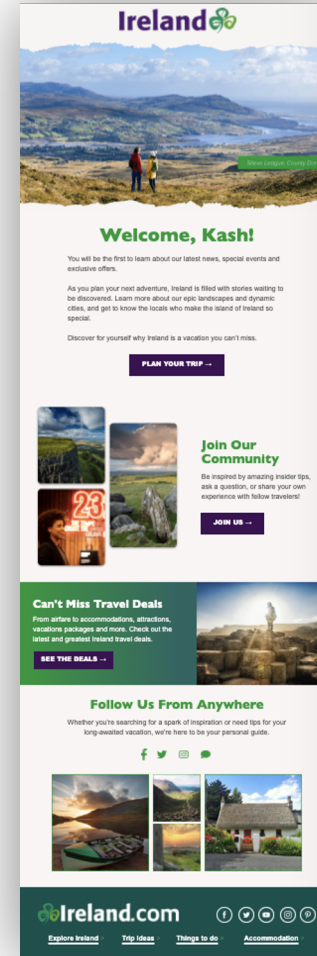 Ireland
Slieve League, County Don
Welcome, Kash!
You will be the first to learn about our latest news, special events and
exclusive offers.
As you plan your next adventure, Ireland is filled with stories waiting to
be discovered. Learn more about our epic landscapes and dynamic
cities, and get to know the locals who make the island of Ireland so
special.
Discover for yourself why Ireland is a vacation you can't miss.
PLAN YOUR TRIP →
23
Join Our
Community
Be inspired by amazing insider tips,
ask a question, or share your own
experience with fellow travelers!
JOIN US →
Can't Miss Travel Deals
From airfare to accommodations, attractions,
vacations packages and more. Check out the
latest and greatest Ireland travel deals.
SEE THE DEALS →
Follow Us From Anywhere
Whether you're searching for a spark of inspiration or need tips for your
long-awaited vacation, we're here to be your personal guide.
Ireland.com
Explore Ireland > Trip Ideas > Things to do > Accommodation >